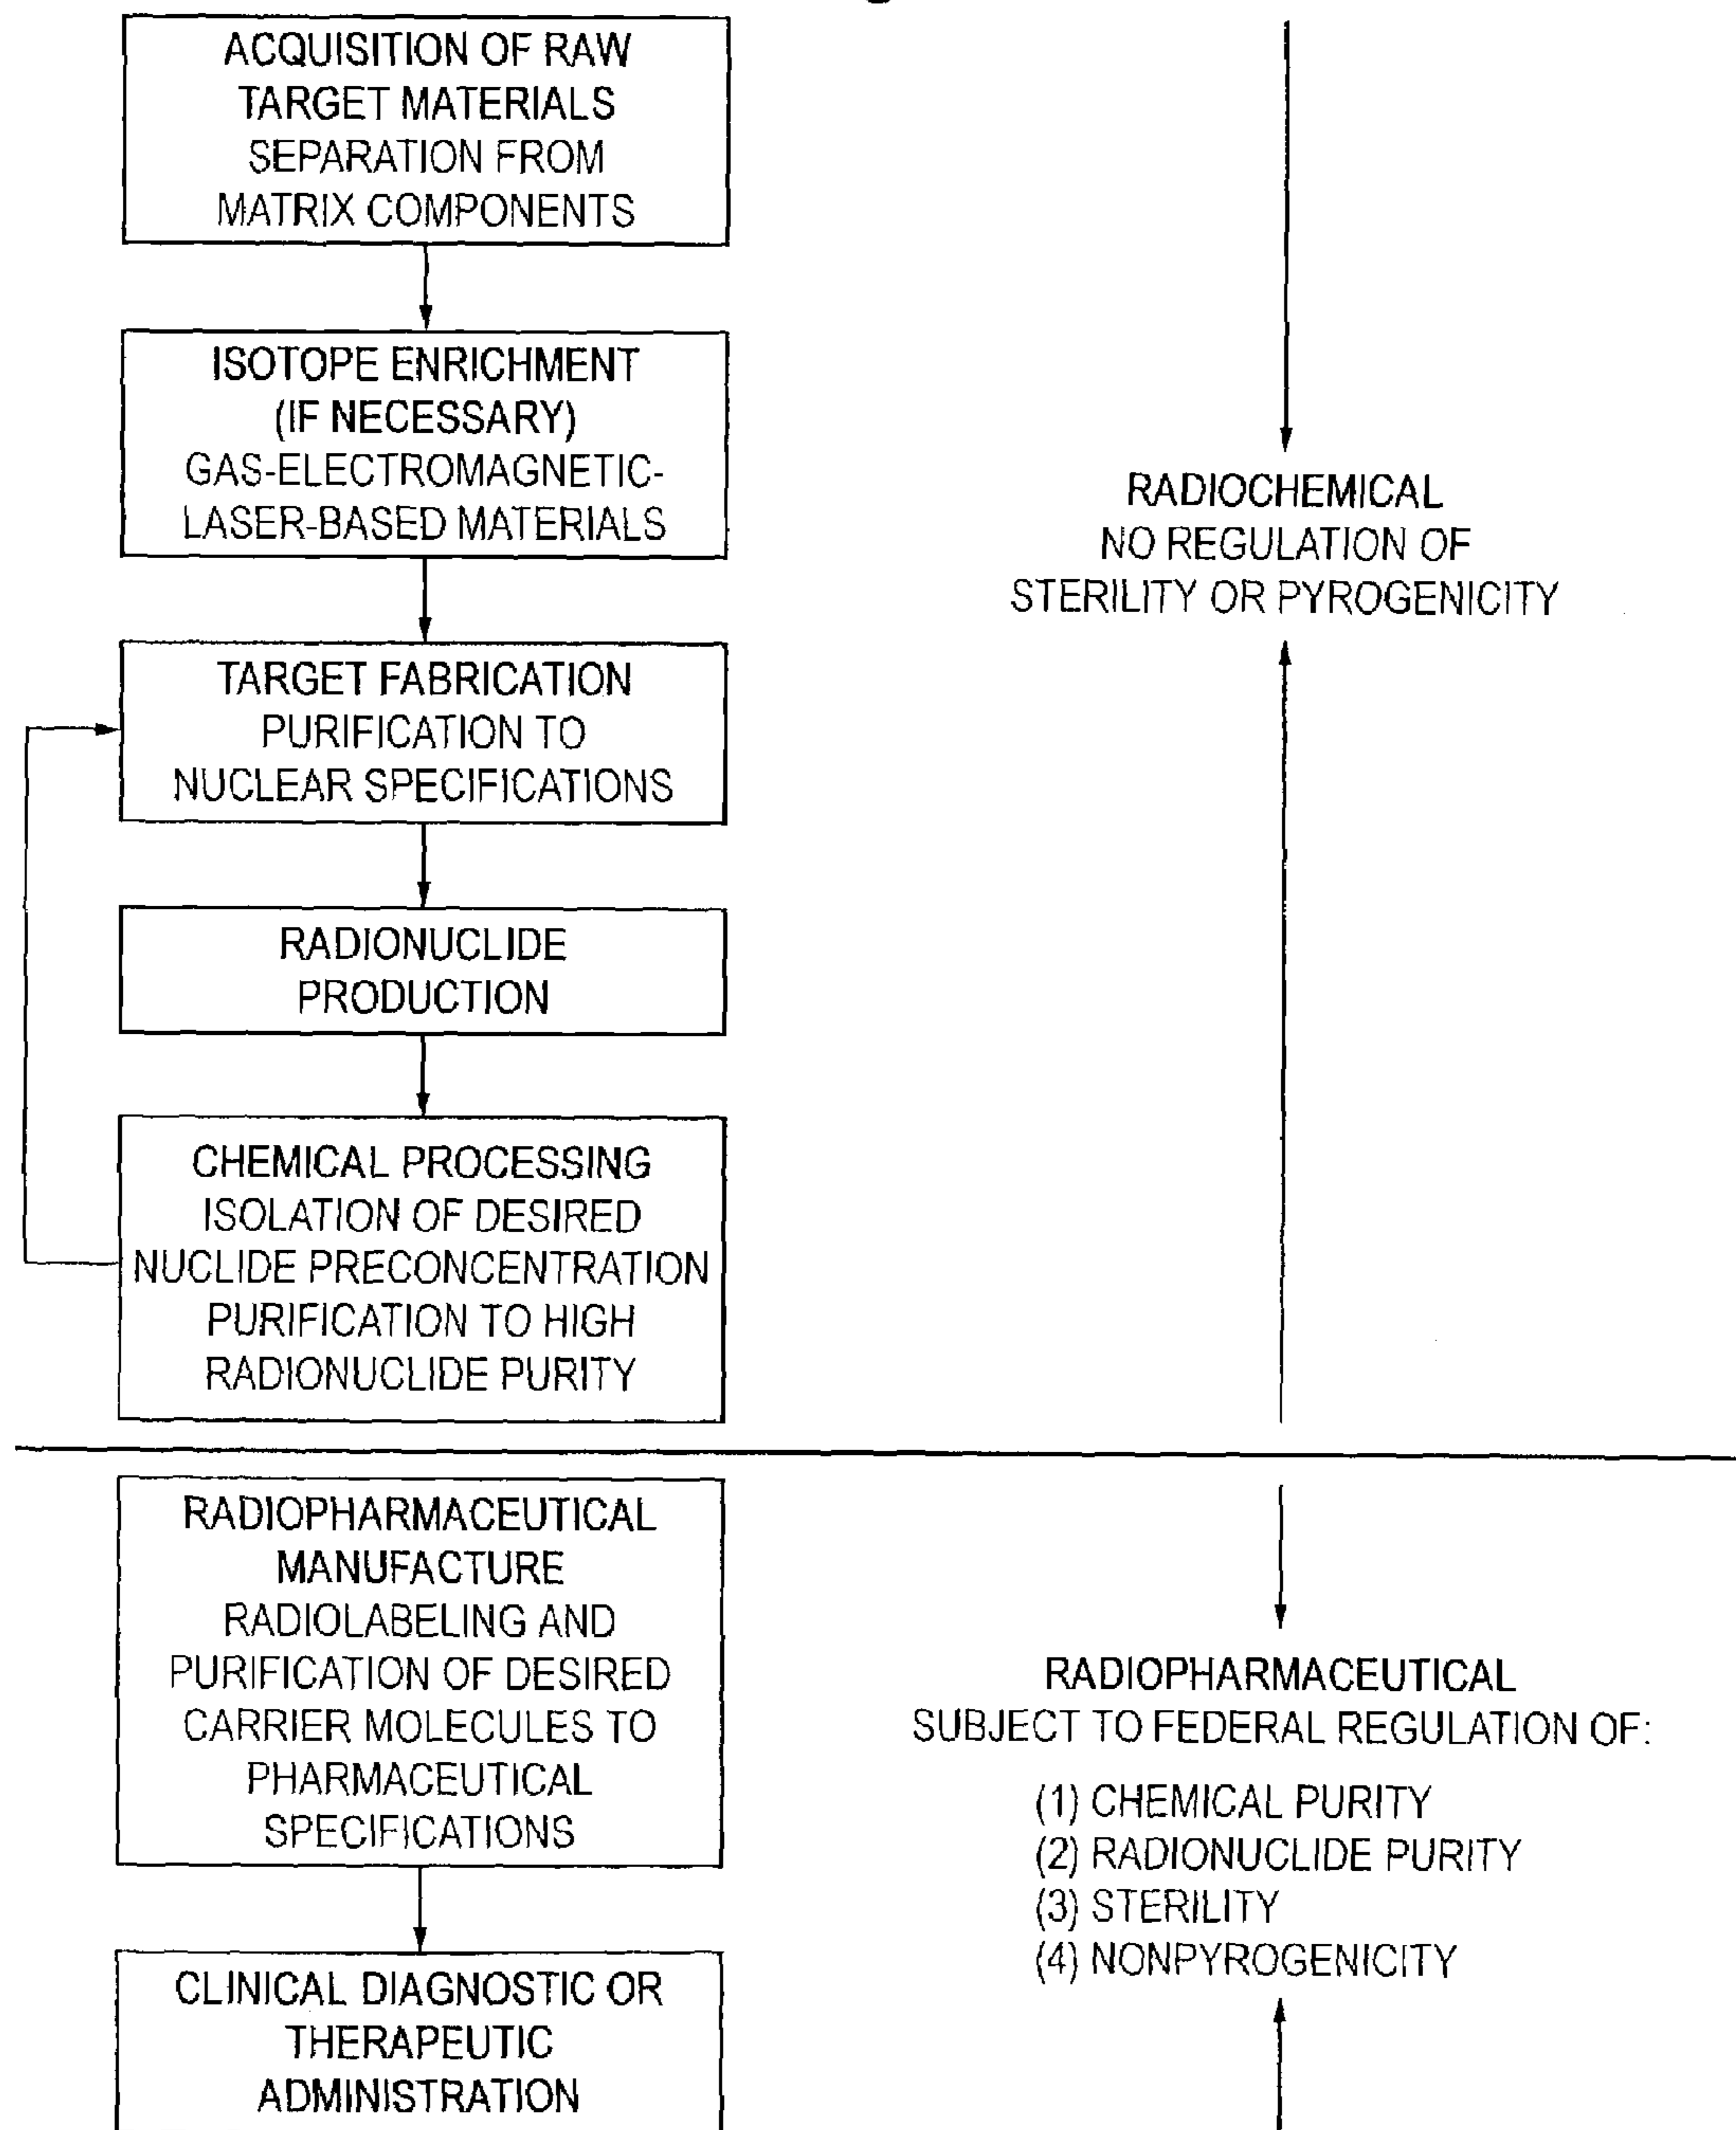 ACQUISITION OF RAW
TARGET MATERIALS
SEPARATION FROM
MATRIX COMPONENTS
ISOTOPE ENRICHMENT
(IF NECESSARY)
GAS-ELECTROMAGNETIC-
LASER-BASED MATERIALS
TARGET FABRICATION
PURIFICATION TO
NUCLEAR SPECIFICATIONS
RADIONUCLIDE
PRODUCTION
CHEMICAL PROCESSING
ISOLATION OF DESIRED
NUCLIDE PRECONCENTRATION
PURIFICATION TO HIGH
RADIONUCLIDE PURITY
RADIOCHEMICAL
NO REGULATION OF
STERILITY OR PYROGENICITY
RADIOPHARMACEUTICAL
MANUFACTURE
RADIOLABELING AND
PURIFICATION OF DESIRED
CARRIER MOLECULES TO
PHARMACEUTICAL
SPECIFICATIONS
CLINICAL DIAGNOSTIC OR
THERAPEUTIC
ADMINISTRATION
RADIOPHARMACEUTICAL
SUBJECT TO FEDERAL REGULATION OF:
(1) CHEMICAL PURITY
(2) RADIONUCLIDE PURITY
(3) STERILITY
(4) NONPYROGENICITY